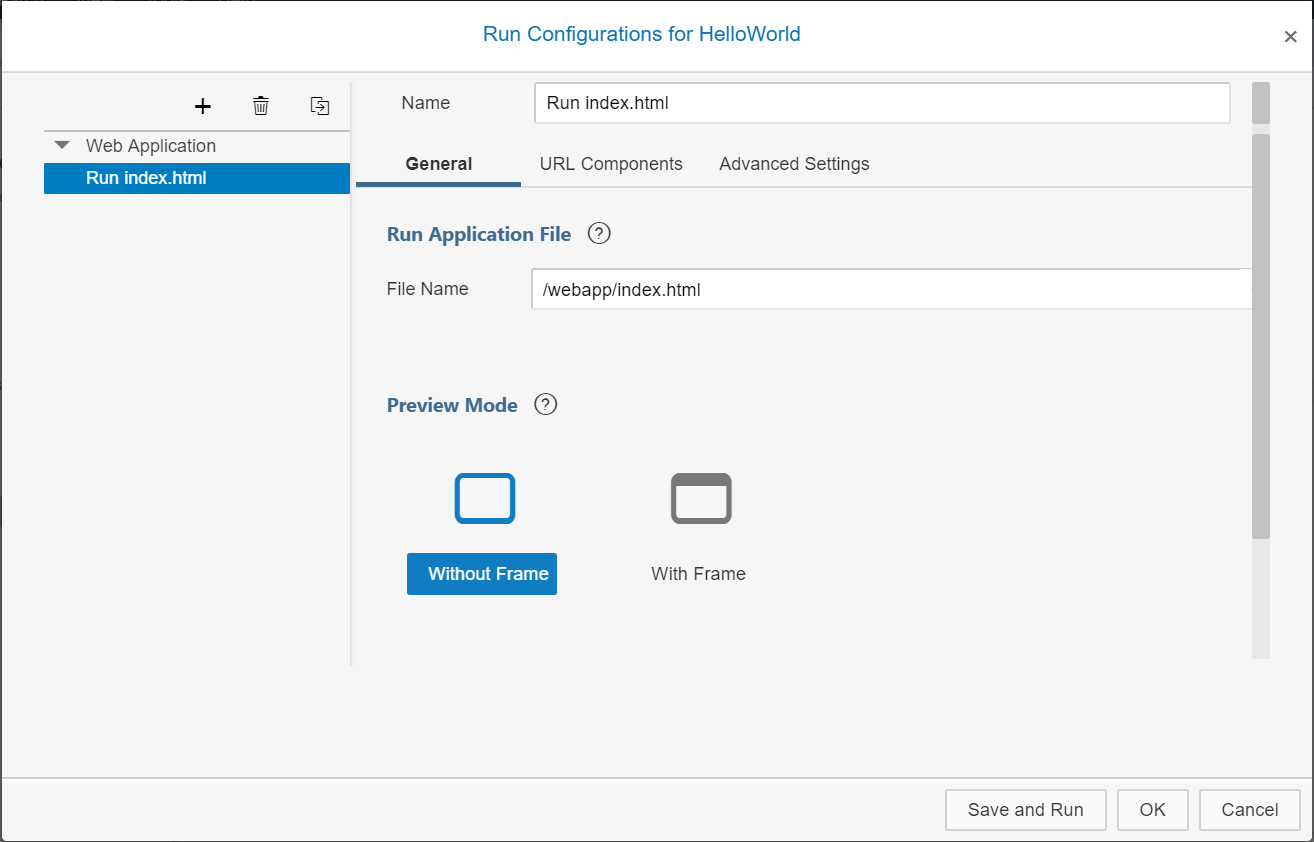 Run Configurations for HelloWorld
Web Application
Run index.html
Name
Run index.html
General URL Components Advanced Settings
Run Application File ?
File Name
/webapp/index.html
Preview Mode ?
Without Frame
With Frame
Save and Run OK Cancel